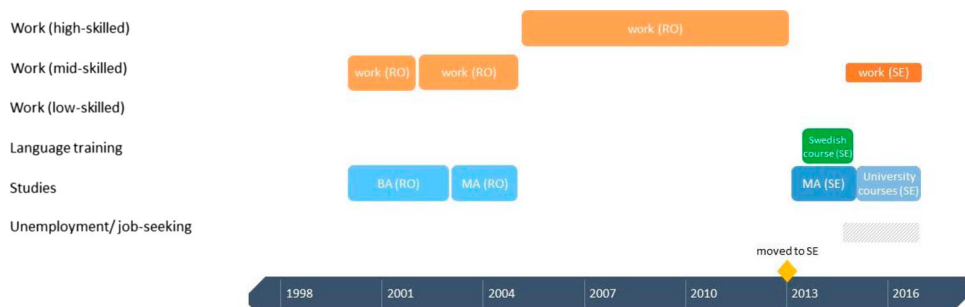 Work (high-skilled)
work (RO)
Work (mid-skilled)
work (RO)
work (RO)
work (SE)
Work (low-skilled)
Language training
Swedish
course (SE)
Studies
BA (RO)
MA (RO)
MA (SE)
University
courses (SE)
Unemployment/ job-seeking
moved to SE
1998
2001
2004
2007
2010
2013
2016